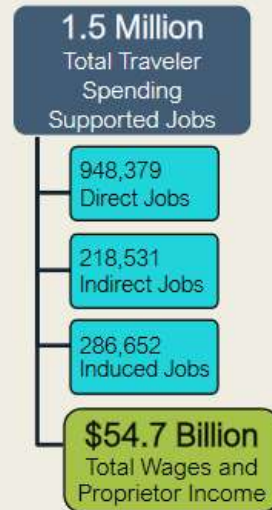 1.5 Million
Total Traveler
Spending
Supported Jobs
948,379
Direct Jobs
218,531
Indirect Jobs
286,652
Induced Jobs
$54.7 Billion
Total Wages and
Proprietor Income